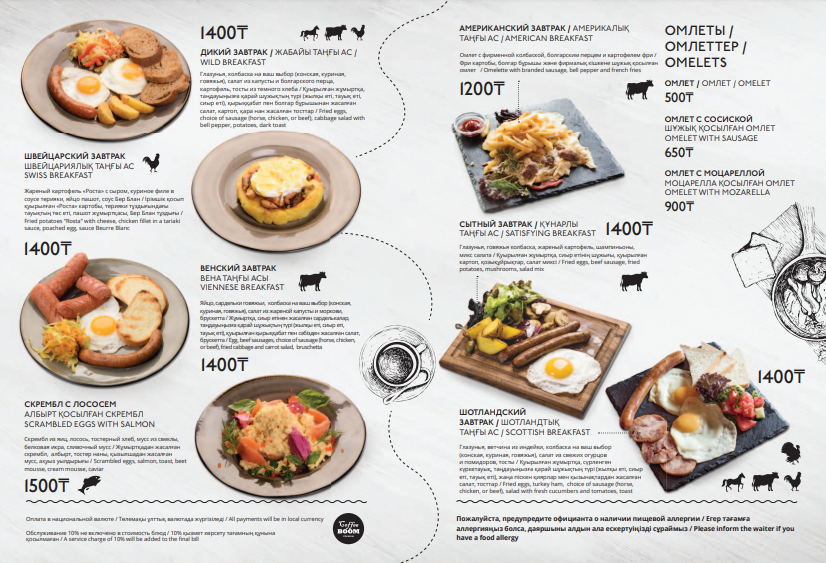 1400₸
ДИКИЙ ЗАВТРАК / ЖАБАЙЫ ТАҢҒЫ АС /
WILD BREAKFAST
Глазунья, колбаска на ваш выбор (конская, куриная,
говяжья), салат из капусты и болгарского перца,
картофель, тосты из темного хлеба / Қуырылған жұмыртқа,
таңдауыңызға қарай шұжықтың түрі (жылқы еті, тауық еті,
сиыр еті), қырыққабат пен болгар бұрышынан жасалған
салат, картоп, қара нан жасалған тосттар / Fried eggs,
choice of sausage (horse, chicken, or beef), cabbage salad with
bell pepper, potatoes, dark toast
ШВЕЙЦАРСКИЙ ЗАВТРАК
ШВЕЙЦАРИЯЛЫҚ ТАҢҒЫ АС
SWISS BREAKFAST
Жареный картофель «Роста» с сыром, куриное филе в
соусе терияки, яйцо пашот, соус Бер Блан / Ірімшік қосып
қуырылған «Роста» картобы, терияки тұздығындағы
тауықтың төс еті, пашот жұмыртқасы, Бер Блан тұздығы /
Fried potatoes "Rosta" with cheese, chicken fillet in a tariaki
sauce, poached egg, sauce Beurre Blanc
1400₸
ВЕНСКИЙ ЗАВТРАК
ВЕНА ТАҢҒЫ АСЫ
VIENNESE BREAKFAST
Яйцо, сардельки говяжьи, колбаска на ваш выбор (конская,
куриная, говяжья), салат из жареной капусты и моркови,
брускетта / Жұмыртқа, сиыр етінен жасалған сарделькалар,
таңдауыңызға қарай шұжықтың түрі (жылқы еті, сиыр еті,
тауық еті), қуырылған қырыққабат пен сәбізден жасалған салат,
брускетта / Egg, beef sausages, choice of sausage (horse, chicken,
or beef), fried cabbage and carrot salad, bruschetta
1400₸
СКРЕМБЛ С ЛОСОСЕМ
АЛБЫРТ ҚОСЫЛҒАН СКРЕМБЛ
SCRAMBLED EGGS WITH SALMON
Скрембл из яиц, лосось, тостерный хлеб, мусс из свеклы,
белковая икра, сливочный мусс / Жұмыртқадан жасалған
скрембл, албырт, тостер наны, қызылшадан жасалған
мусс, ақуыз уылдырығы / Scrambled eggs, salmon, toast, beet
mousse, cream mousse, caviar
1500₸
Оплата в национальной валюте / Төлемақы ұлттық валютада жүргізіледі / All payments will be in local currency
Обслуживание 10% не включено в стоимость блюд / 10% қызмет көрсету тағамның құнына
қосылмаған / A service charge of 10% will be added to the final bill
Coffee
BOOM
АМЕРИКАНСКИЙ ЗАВТРАК / АМЕРИКАЛЫҚ
ТАҢҒЫ АС / AMERICAN BREAKFAST
Омлет с фирменной колбаской, болгарским перцем и картофелем фри /
Фри картобы, болгар бұрышы және фирмалық кішкене шұжық қосылған
омлет / Omelette with branded sausage, bell pepper and french fries
1200₸
СЫТНЫЙ ЗАВТРАК / ҚҰНАРЛЫ
ТАҢҒЫ АС / SATISFYING BREAKFAST
1400₸
Глазунья, говяжья колбаска, жареный картофель, шампиньоны,
микс салата / Қуырылған жұмыртқа, сиыр етінің шұжығы, қуырылған
картоп, қозықұйрықтар, салат миксі / Fried eggs, beef sausage, fried
potatoes, mushrooms, salad mix
ШОТЛАНДСКИЙ
ЗАВТРАК / ШОТЛАНДТЫҚ
ТАҢҒЫ АС / SCOTTISH BREAKFAST
Глазунья, ветчина из индейки, колбаска на ваш выбор
(конская, куриная, говяжья), салат из свежих огурцов
и помидоров, тосты / Қуырылған жұмыртқа, сүрленген
күркетауық, таңдауыңызға қарай шұжықтың түрі (жылқы еті, сиыр
еті, тауық еті), жаңа піскен қияр мен қызанақтардан жасалған
салат, тосттар / Fried eggs, turkey ham, choice of sausage (horse,
chicken, or beef), salad with fresh cucumbers and tomatoes, toast
1400₸
ОМЛЕТЫ /
ОМЛЕТТЕР /
OMELETS
ОМЛЕТ / ОМЛЕТ / OMELET
500₸
ОМЛЕТ С СОСИСКОЙ
ШҰЖЫҚ ҚОСЫЛҒАН ОМЛЕТ
OMELET WITH SAUSAGE
650₸
ОМЛЕТ С МОЦАРЕЛЛОЙ
МОЦАРЕЛЛА ҚОСЫЛҒАН ОМЛЕТ
OMELET WITH MOZARELLA
900₸
Пожалуйста, предупредите официанта о наличии пищевой аллергии / Егер тағамға
аллергияңыз болса, даяршыны алдын ала ескертуіңізді сұраймыз / Please inform the waiter if you
have a food allergy